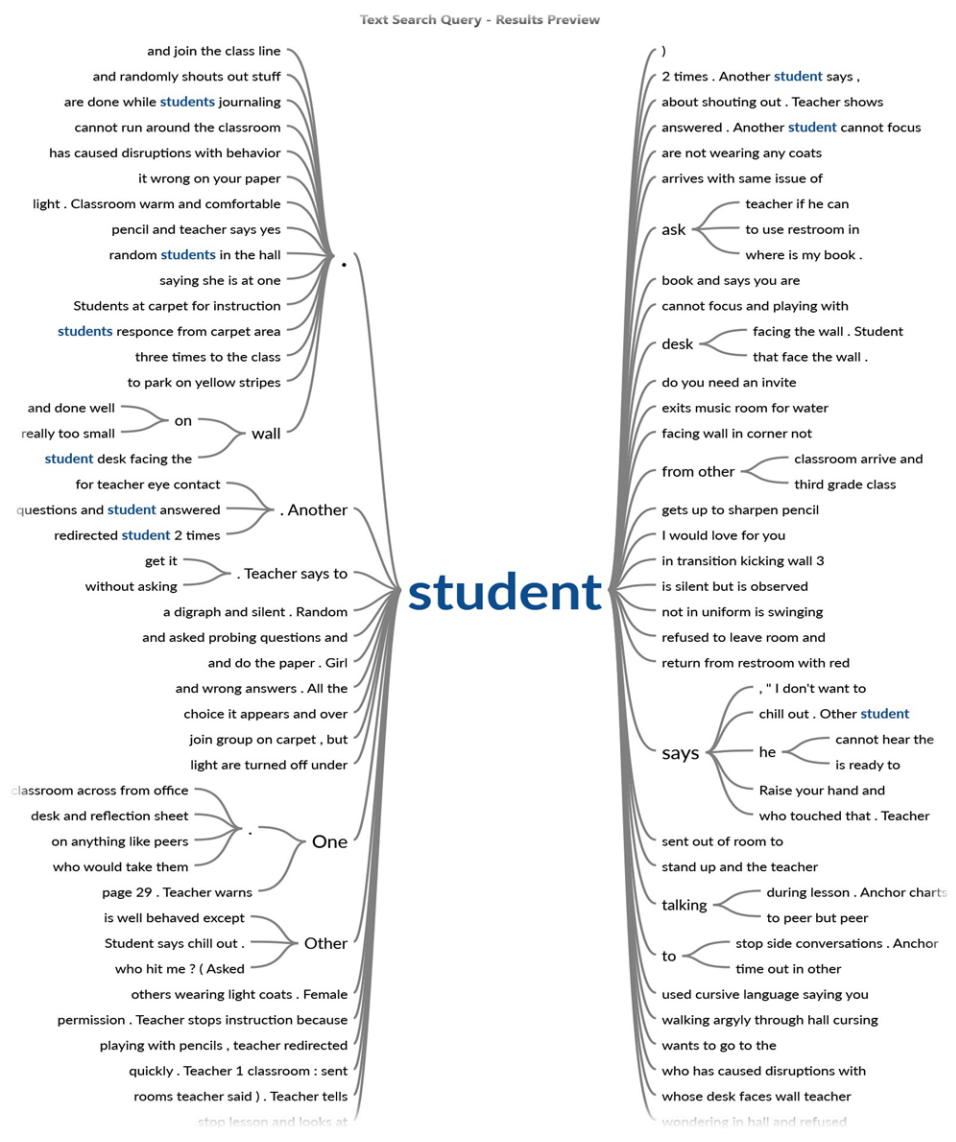 Text Search Query - Results Preview
and join the class line
and randomly shouts out stuff
are done while students journaling
cannot run around the classroom
has caused disruptions with behavior
it wrong on your paper
light . Classroom warm and comfortable
pencil and teacher says yes
random students in the hall
saying she is at one
Students at carpet for instruction
students responce from carpet area
three times to the class
to park on yellow stripes
.
and done well
really too small
on
student desk facing the
wall
for teacher eye contact
questions and student answered
redirected student 2 times
. Another
get it
without asking
. Teacher says to
a digraph and silent . Random
and asked probing questions and
and do the paper . Girl
and wrong answers . All the
choice it appears and over
join group on carpet , but
light are turned off under
classroom across from office
desk and reflection sheet
on anything like peers
who would take them
.
page 29 . Teacher warns
One
is well behaved except
Student says chill out .
who hit me ? ( Asked
Other
others wearing light coats . Female
permission . Teacher stops instruction because
playing with pencils , teacher redirected
quickly . Teacher 1 classroom : sent
rooms teacher said ) . Teacher tells
stop lesson and looks at
student
)
2 times . Another student says ,
about shouting out . Teacher shows
answered . Another student cannot focus
are not wearing any coats
arrives with same issue of
ask
teacher if he can
to use restroom in
where is my book .
book and says you are
cannot focus and playing with
desk
facing the wall . Student
that face the wall .
do you need an invite
exits music room for water
facing wall in corner not
from other
classroom arrive and
third grade class
gets up to sharpen pencil
I would love for you
in transition kicking wall 3
is silent but is observed
not in uniform is swinging
refused to leave room and
return from restroom with red
says
, " I don't want to
chill out . Other student
he
cannot hear the
is ready to
Raise your hand and
who touched that . Teacher
sent out of room to
stand up and the teacher
talking
during lesson . Anchor charts
to peer but peer
to
stop side conversations . Anchor
time out in other
used cursive language saying you
walking argyly through hall cursing
wants to go to the
who has caused disruptions with
whose desk faces wall teacher
wondering in hall and refused